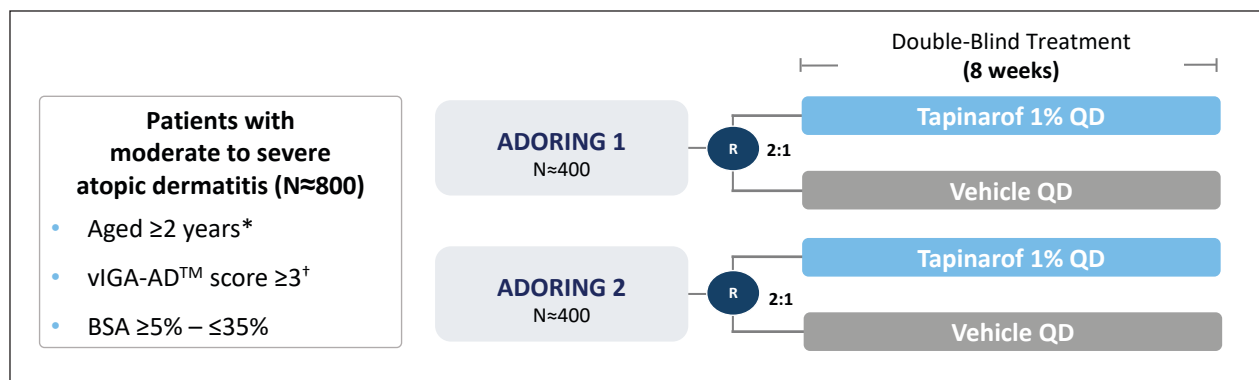 Double-Blind Treatment
(8 weeks)
Patients with
moderate to severe
atopic dermatitis (N≈800)
• Aged ≥2 years*
• vIGA-AD™ score ≥3†
• BSA ≥5% – ≤35%
ADORING 1
N≈400
R
2:1
Tapinarof 1% QD
Vehicle QD
ADORING 2
N≈400
R
2:1
Tapinarof 1% QD
Vehicle QD